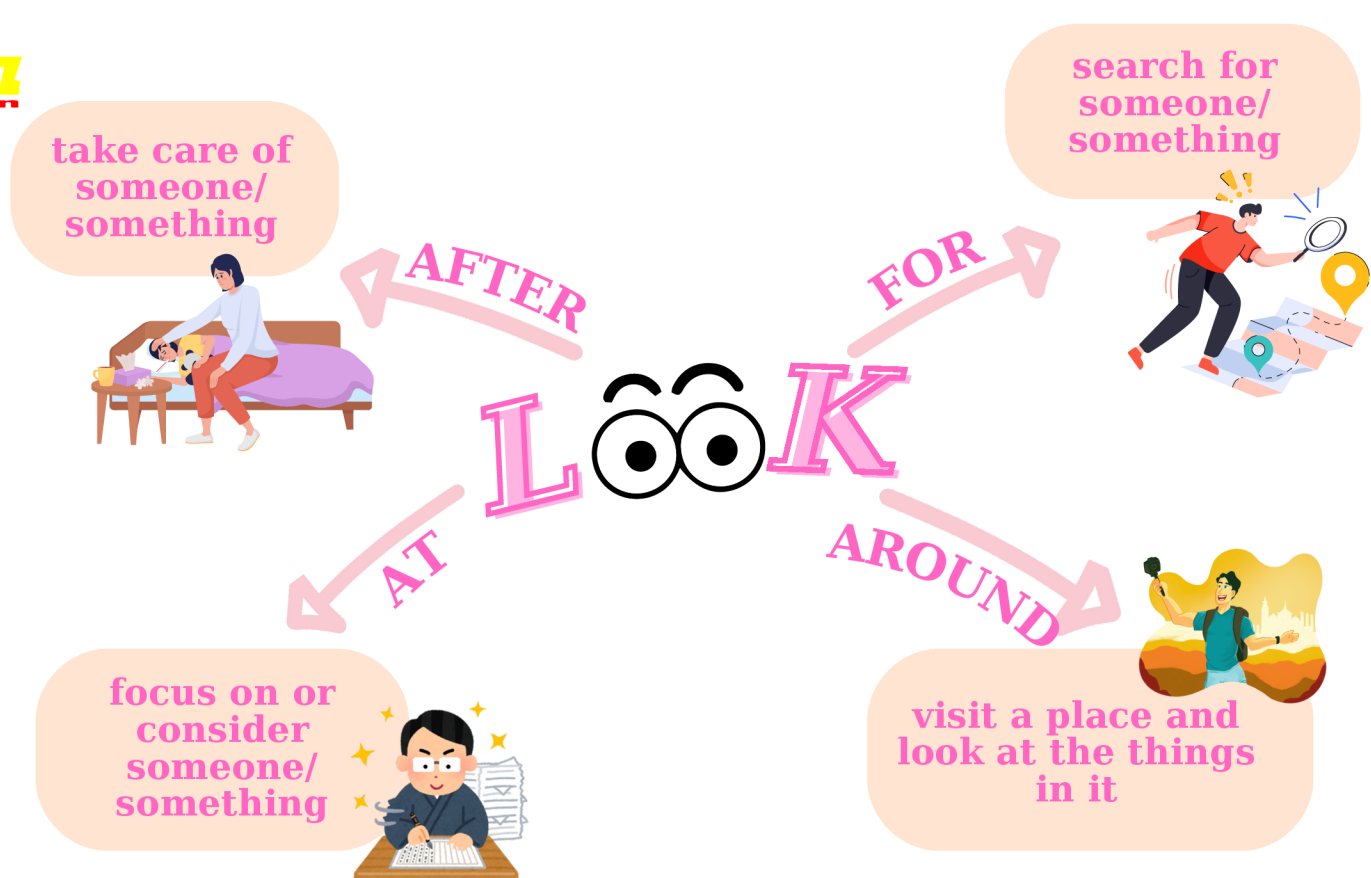 take care of
someone/
something
search for
someone/
something
AFTER
FOR
LOOK
AT
AROUND
focus on or
consider
someone/
something
visit a place and
look at the things
in it